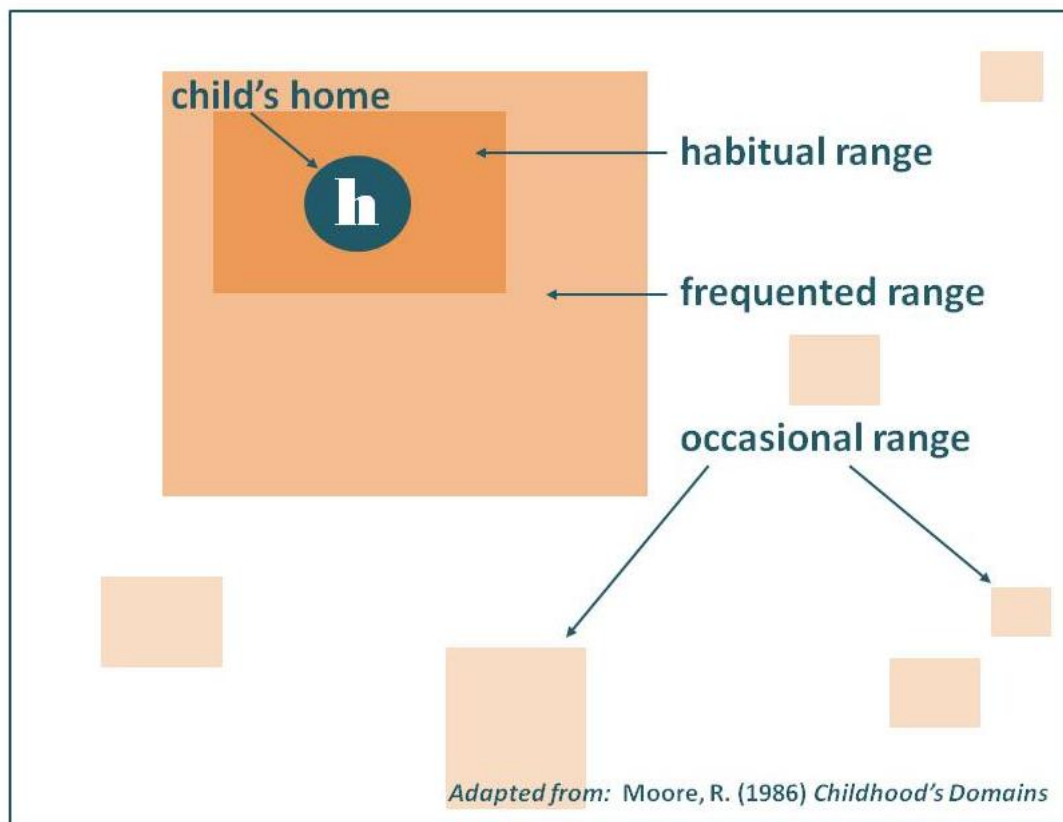 child's home
habitual range
h
frequented range
occasional range
Adapted from: Moore, R. (1986) Childhood's Domains